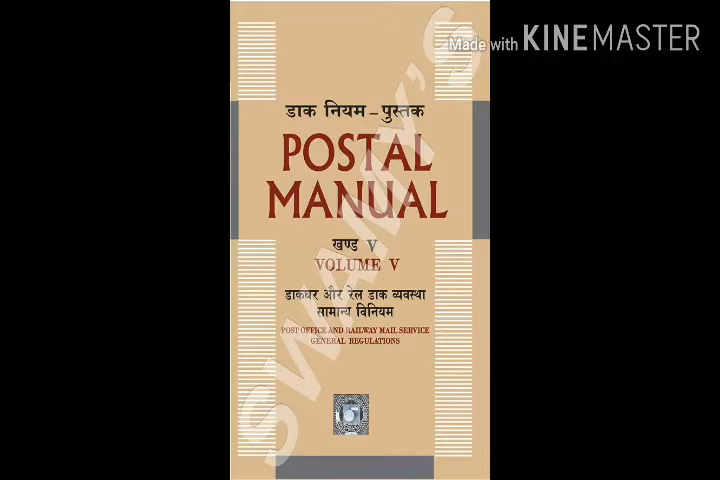 Made with KINEMASTER
SWAMY'S
डाक नियम - पुस्तक
POSTAL
MANUAL
खण्ड V
VOLUME V
डाकघर और रेल डाक व्यवस्था
सामान्य विनियम
POST OFFICE AND RAILWAY MAIL SERVICE
GENERAL REGULATIONS